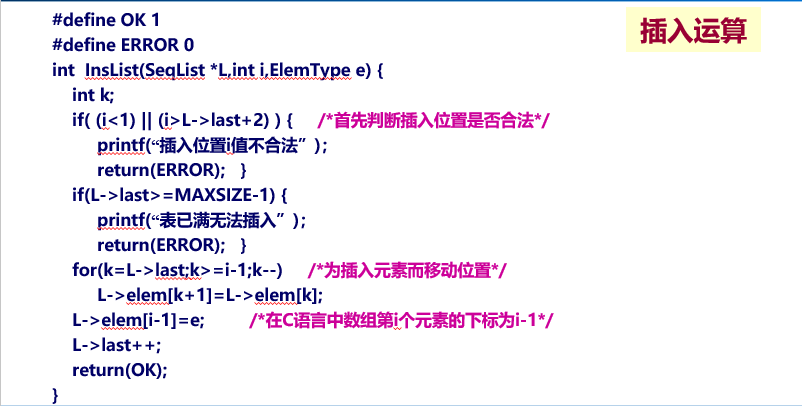 插入运算
#define OK 1
#define ERROR 0
int InsList(SeqList *L,int i,ElemType e) {
int k;
if( (i<1) || (i>L->last+2) ) { /*首先判断插入位置是否合法*/
printf(“插入位置i值不合法”);
return(ERROR); }
if(L->last>=MAXSIZE-1) {
printf(“表已满无法插入”);
return(ERROR); }
for(k=L->last;k>=i-1;k--) /*为插入元素而移动位置*/
L->elem[k+1]=L->elem[k];
L->elem[i-1]=e; /*在C语言中数组第i个元素的下标为i-1*/
L->last++;
return(OK);
}